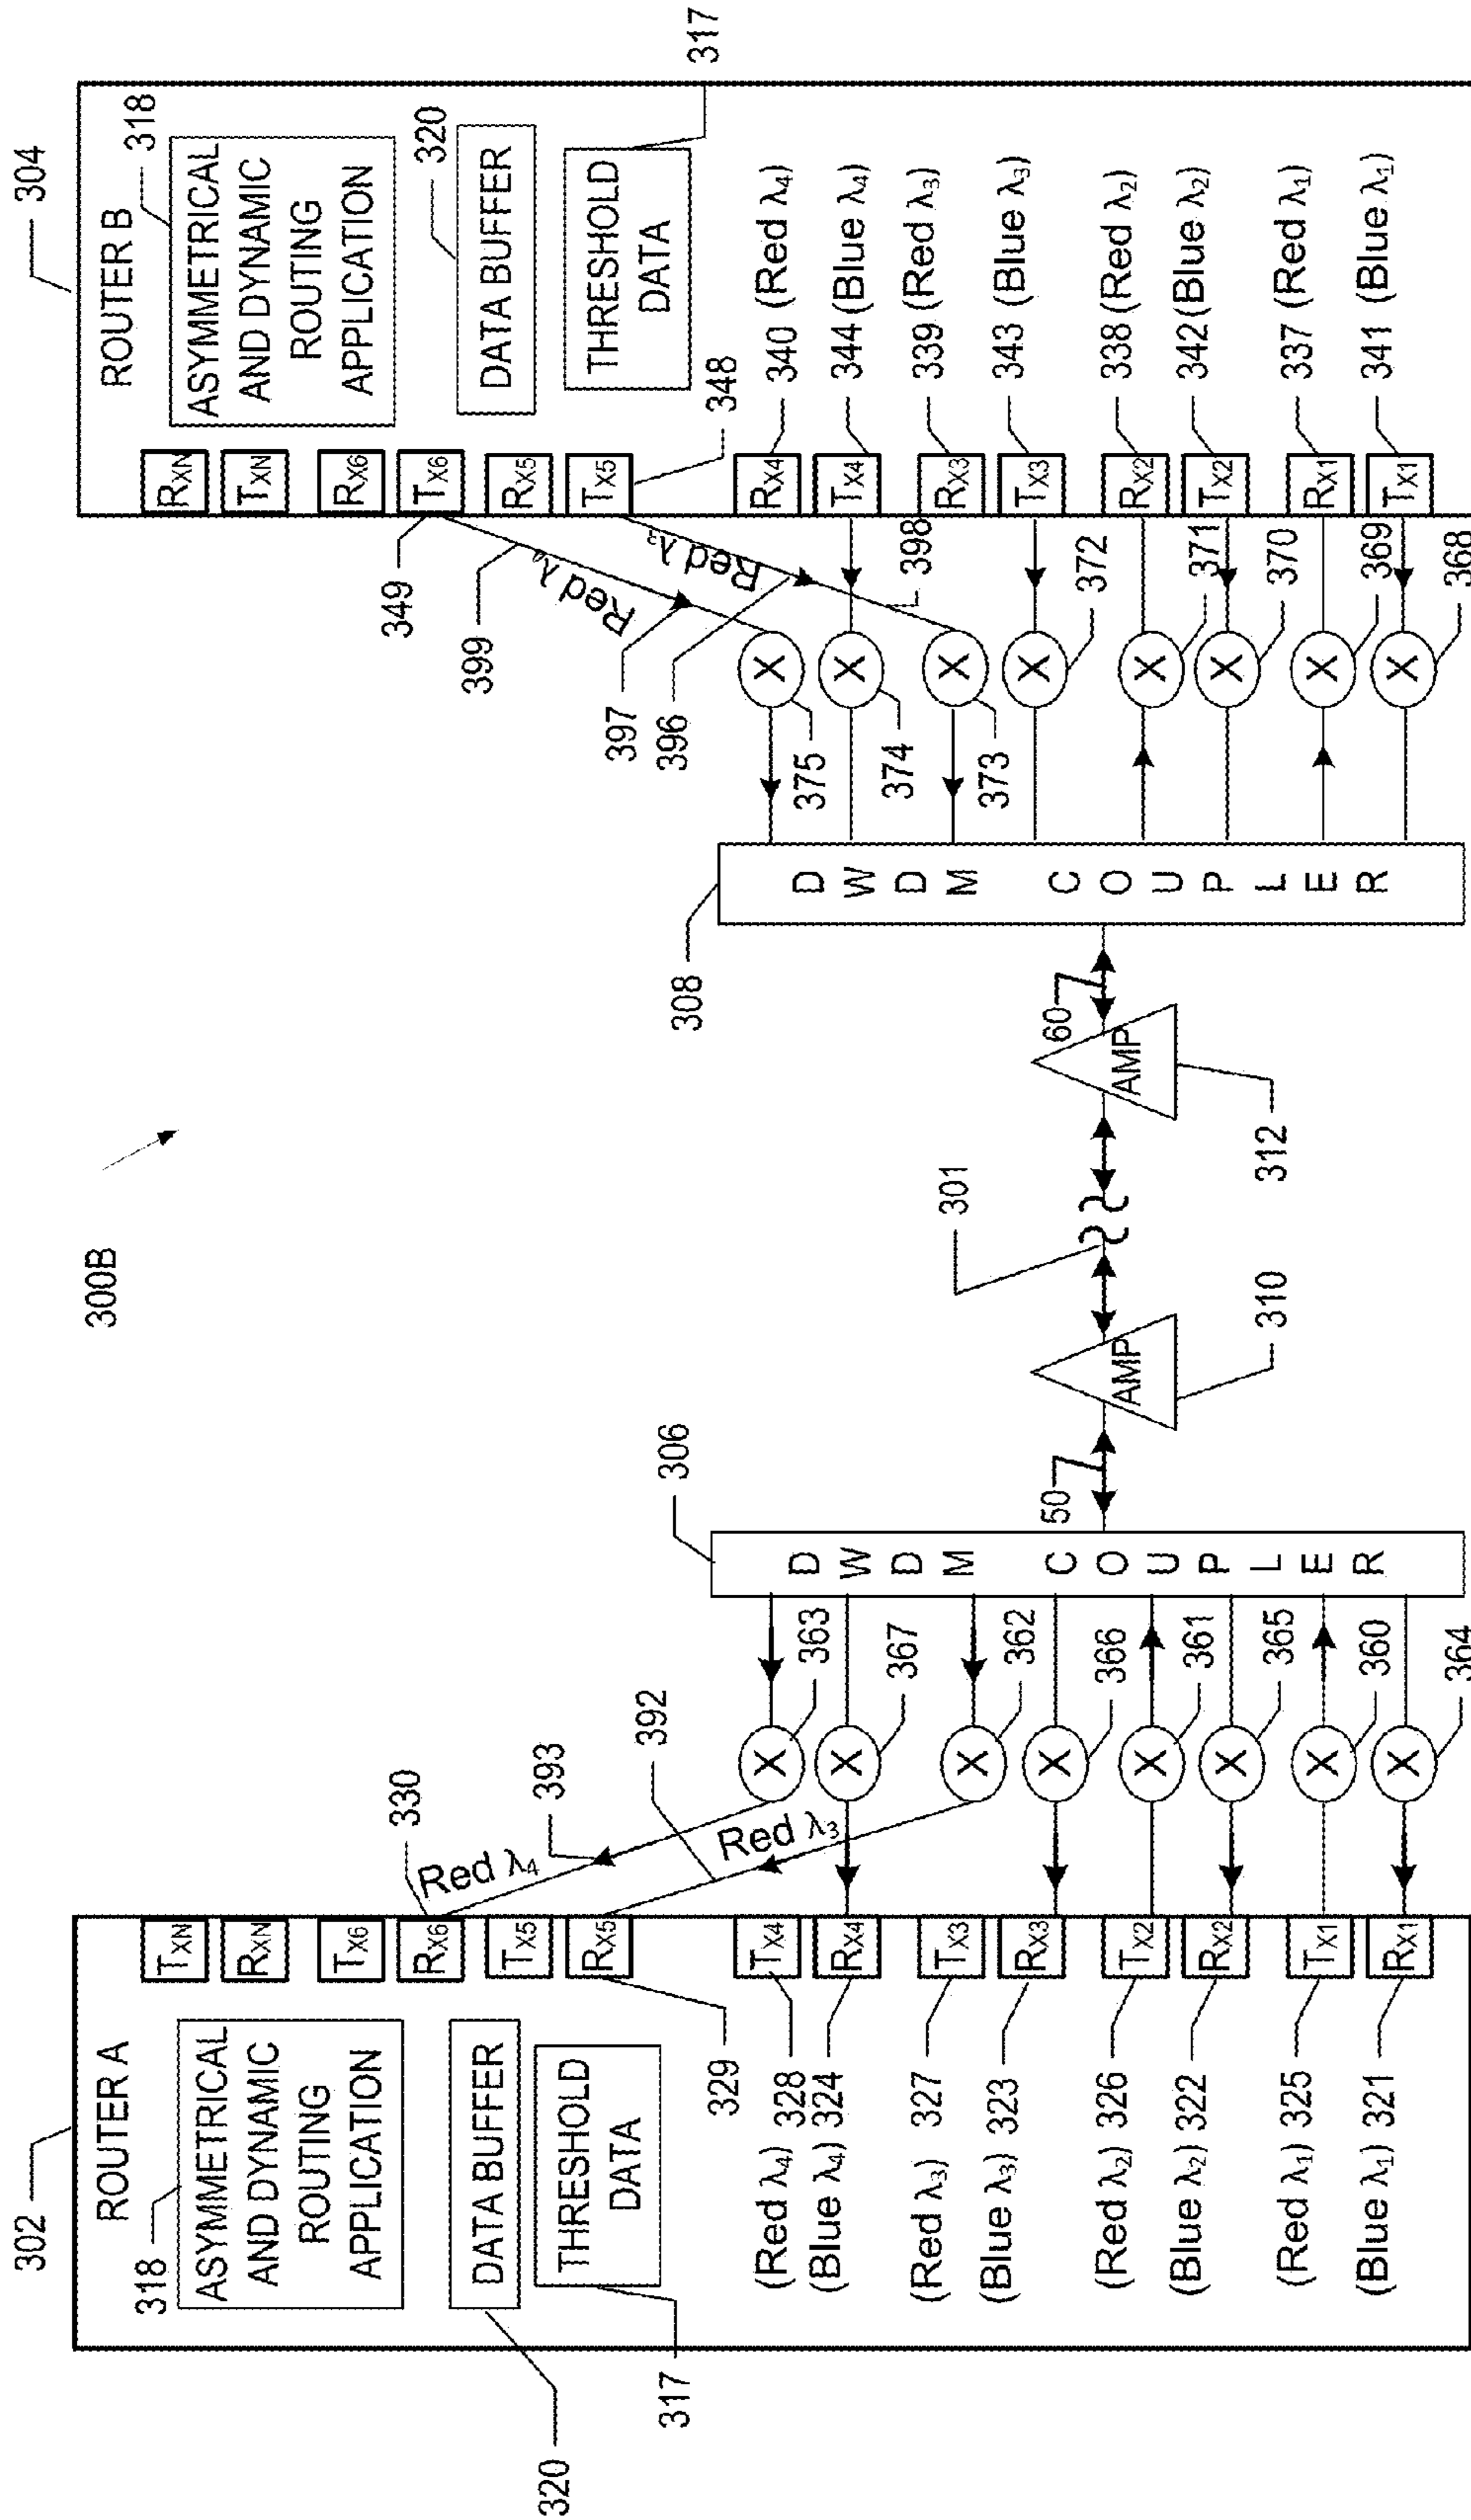 300B
302
ROUTER A
318
ASYMMETRICAL
AND DYNAMIC
ROUTING
APPLICATION
DATA BUFFER
320
THRESHOLD
DATA
317
TXN
RXN
TX6
RX6
330
TX5
RX5
329
(Red λ4) 328
TX4
(Blue λ4) 324
RX4
(Red λ3) 327
TX3
(Blue λ3) 323
RX3
(Red λ2) 326
TX2
(Blue λ2) 322
RX2
(Red λ1) 325
TX1
(Blue λ1) 321
RX1
Red λ4
393
Red λ3
392
X 363
X 367
X 362
X 366
X 361
X 365
X 360
X 364
306
DWDM COUPLER
50
AMP
310
301
AMP
312
60
308
DWDM COUPLER
X 375
X 374
X 373
X 372
X 371
X 370
X 369
X 368
397
396
399
349
Red λ4
Red λ3
398
304
ROUTER B
318
ASYMMETRICAL
AND DYNAMIC
ROUTING
APPLICATION
320
DATA BUFFER
THRESHOLD
DATA
317
348
RXN
TXN
RX6
TX6
RX5
TX5
RX4
340 (Red λ4)
TX4
344 (Blue λ4)
RX3
339 (Red λ3)
TX3
343 (Blue λ3)
RX2
338 (Red λ2)
TX2
342 (Blue λ2)
RX1
337 (Red λ1)
TX1
341 (Blue λ1)